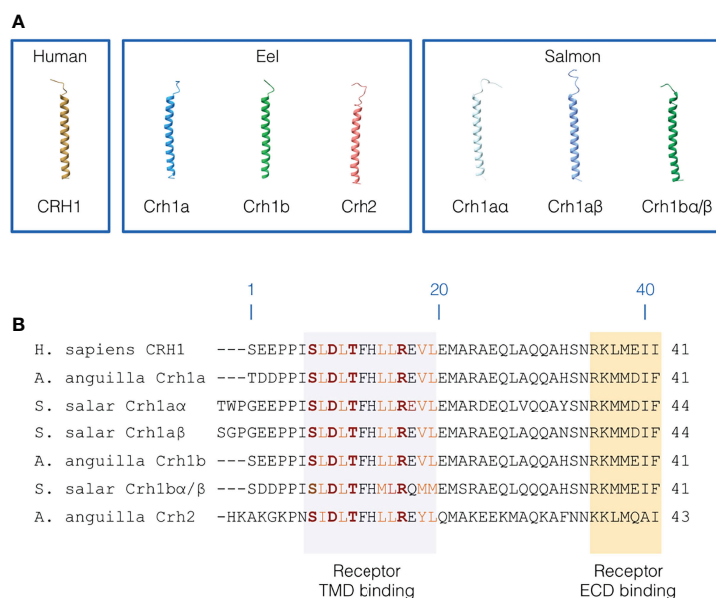 A
Human
Eel
Salmon
CRH1
Crh1a
Crh1b
Crh2
Crh1aα
Crh1aβ
Crh1bα/β
1 20 40
B
H. sapiens CRH1 ---SEEPPISLDLTFHLLREVLEMARAEQLAQQAHSNRKLMEII 41
A. anguilla Crh1a ---TDDPPISLDLTFHLLREVLEMARAEQLAQQAHSNRKMMDIF 41
S. salar Crh1aα TWPGEEPPISLDLTFHLLREVLEMARDEQLVQQAYSNRKMMDIF 44
S. salar Crh1aβ SGPGEEPPISLDLTFHLLREVLEMARAEQLAQQANSNRKMMDIF 44
A. anguilla Crh1b ---SEEPPISLDLTFHLLREVLEMARAEQLAQQAHSNRKMMEIF 41
S. salar Crh1bα/β ---SDDPPISLDLTFHMLRQMMEMSRAEQLQQQAHSNRKMMEIF 41
A. anguilla Crh2 -HKAKGKPNSIDLTFHLLREYLQMAKEEKMAQKAFNNKKLMQAI 43
Receptor
TMD binding
Receptor
ECD binding